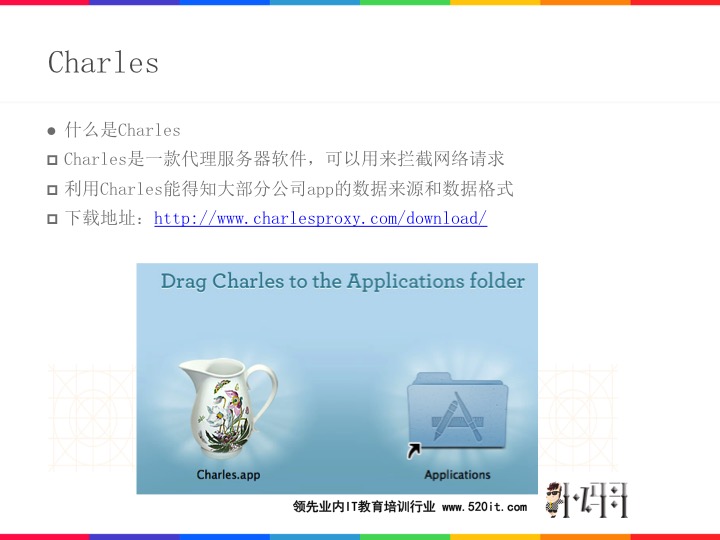 Charles
什么是Charles
Charles是一款代理服务器软件，可以用来拦截网络请求
利用Charles能得知大部分公司app的数据来源和数据格式
下载地址：http://www.charlesproxy.com/download/
Drag Charles to the Applications folder
Charles.app
Applications
领先业内IT教育培训行业 www.520it.com
小码哥